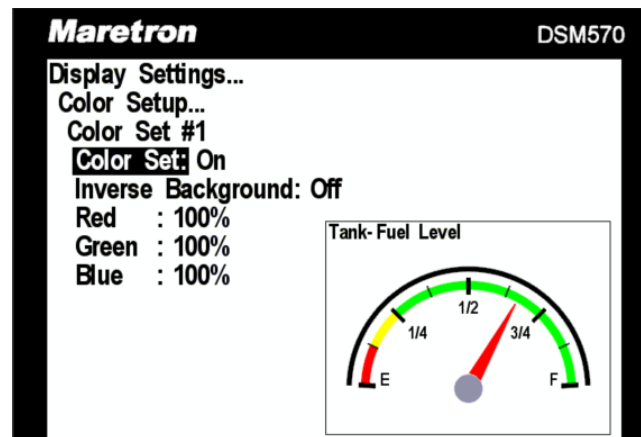 Maretron DSM570
Display Settings...
Color Setup...
Color Set #1
Color Set: On
Inverse Background: Off
Red : 100%
Green : 100%
Blue : 100%
Tank- Fuel Level
1/2
1/4 3/4
E F